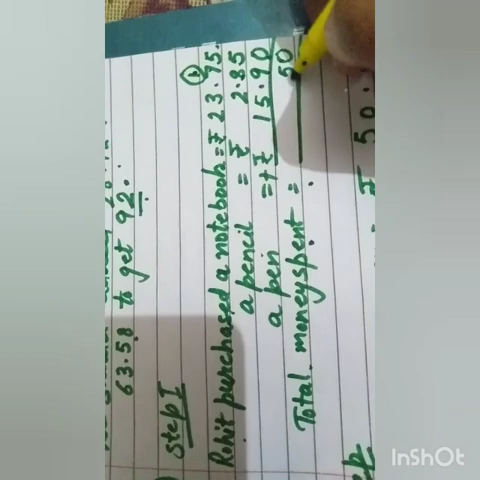 63.58 to get 92.
Step I
Rohit purchased a notebook = ₹ 23.95.
a pencil = ₹ 2.85
a pen = + ₹ 15.90
Total money spent = 50
₹ 50.
InShOt